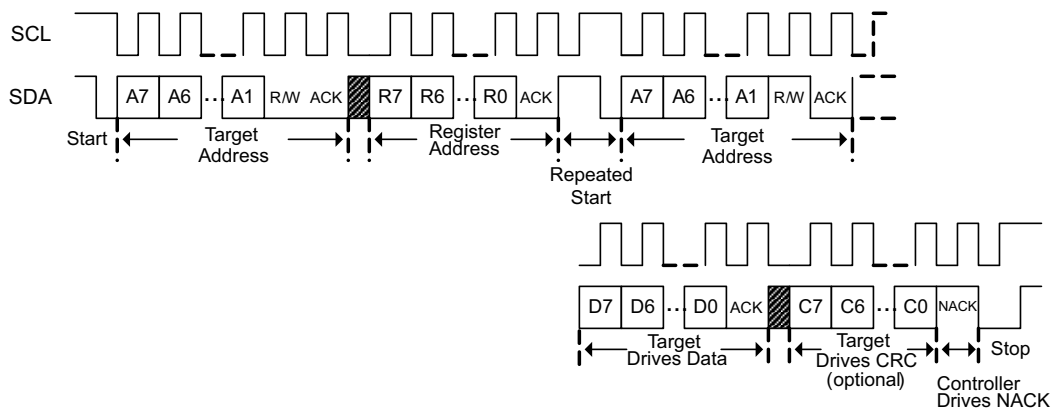 SCL
SDA
A7 A6 ... A1 R/W ACK R7 R6 ... R0 ACK A7 A6 ... A1 R/W ACK
Start
Target
Address
Register
Address
Repeated
Start
Target
Address
D7 D6 ... D0 ACK C7 C6 ... C0 NACK
Target
Drives Data
Target
Drives CRC
(optional)
Stop
Controller
Drives NACK